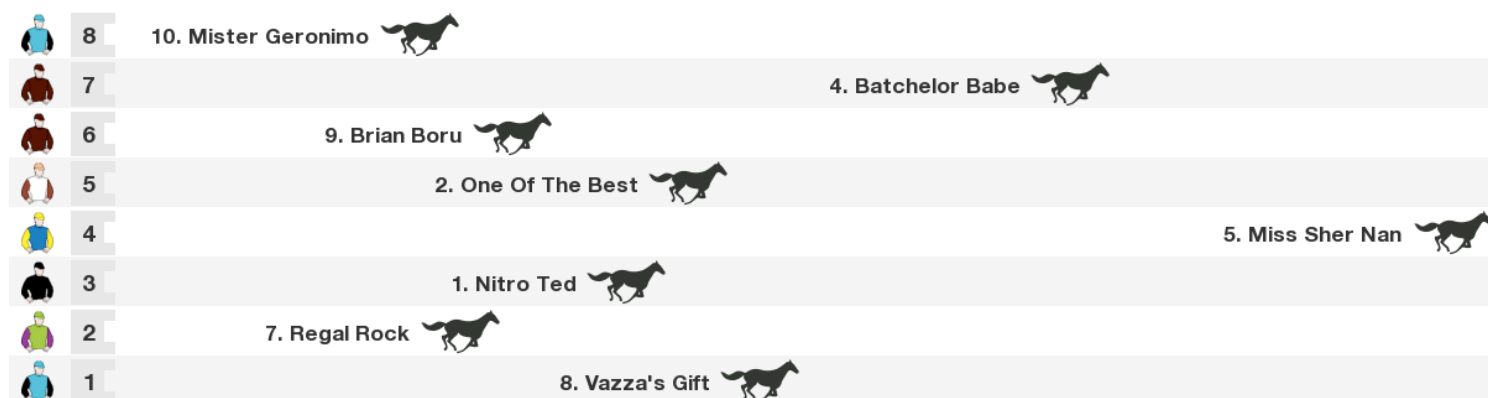 8 10. Mister Geronimo
7 4. Batchelor Babe
6 9. Brian Boru
5 2. One Of The Best
4 5. Miss Sher Nan
3 1. Nitro Ted
2 7. Regal Rock
1 8. Vazza's Gift